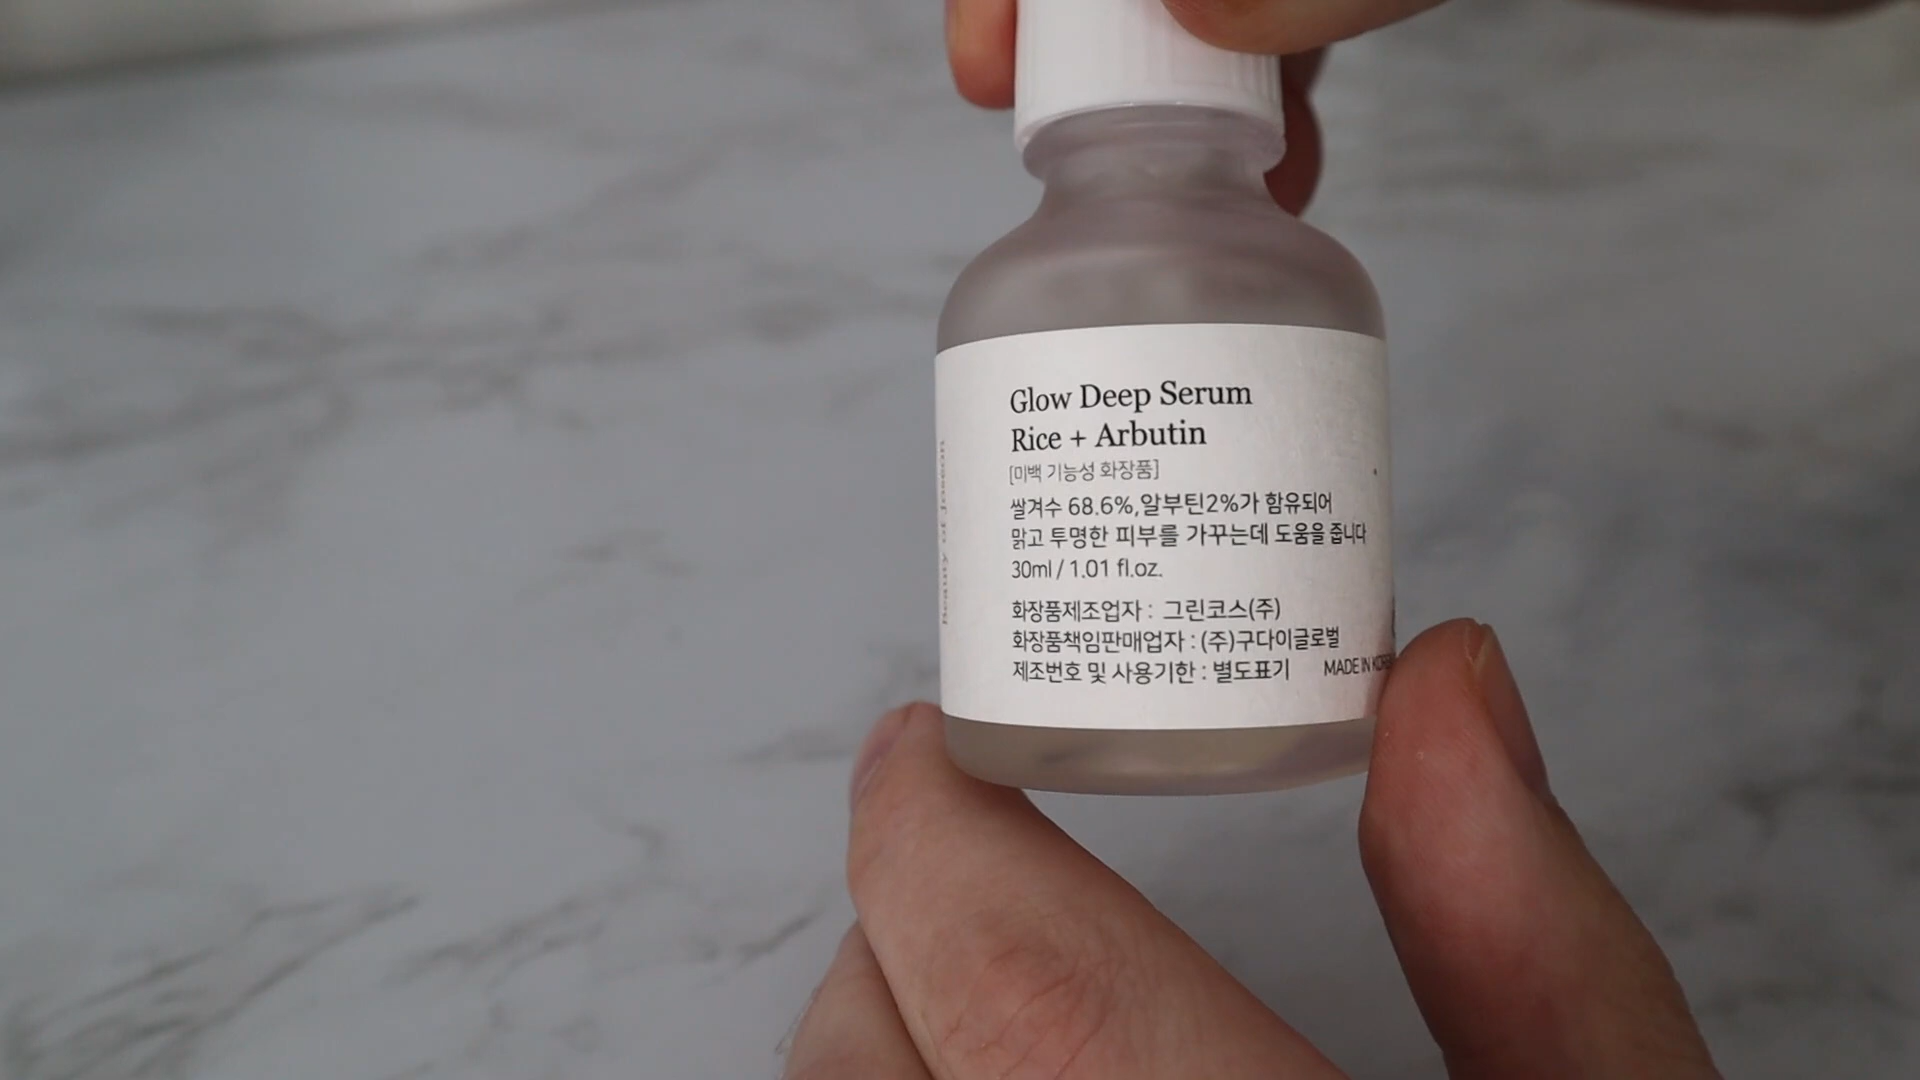 Glow Deep Serum
Rice + Arbutin
[미백 기능성 화장품]
쌀겨수 68.6%,알부틴2%가 함유되어
맑고 투명한 피부를 가꾸는데 도움을 줍니다
30ml / 1.01 fl.oz.
화장품제조업자 : 그린코스(주)
화장품책임판매업자 : (주)구다이글로벌
제조번호 및 사용기한 : 별도표기 MADE IN
Beauty of Joseon